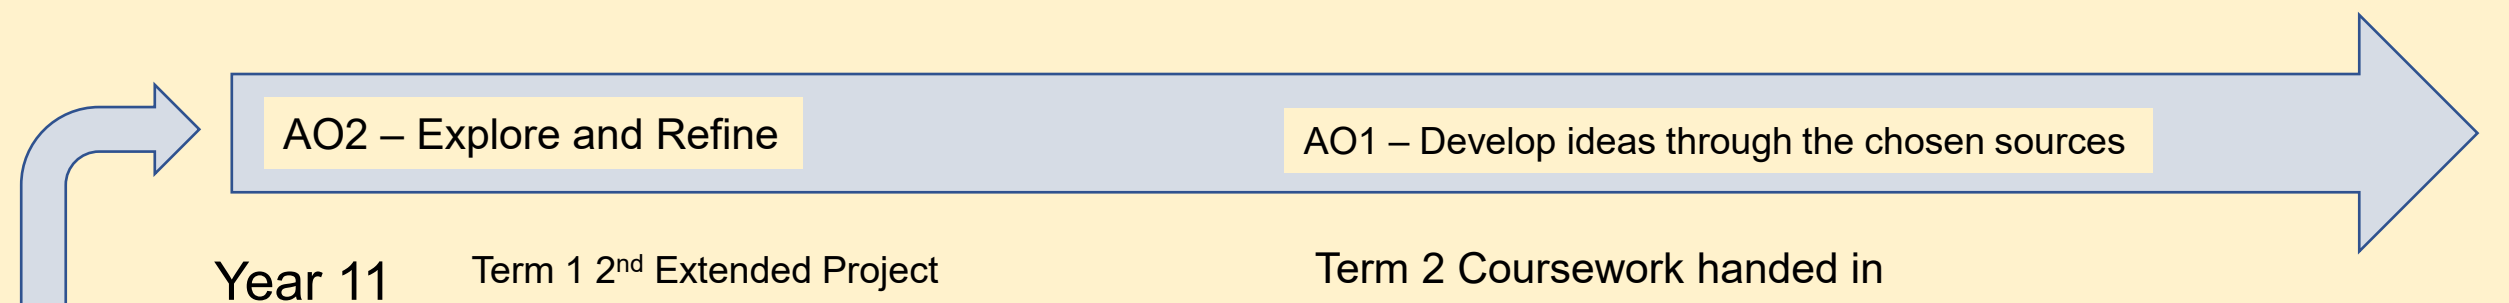 AO2 – Explore and Refine
AO1 – Develop ideas through the chosen sources
Year 11
Term 1 2nd Extended Project
Term 2 Coursework handed in